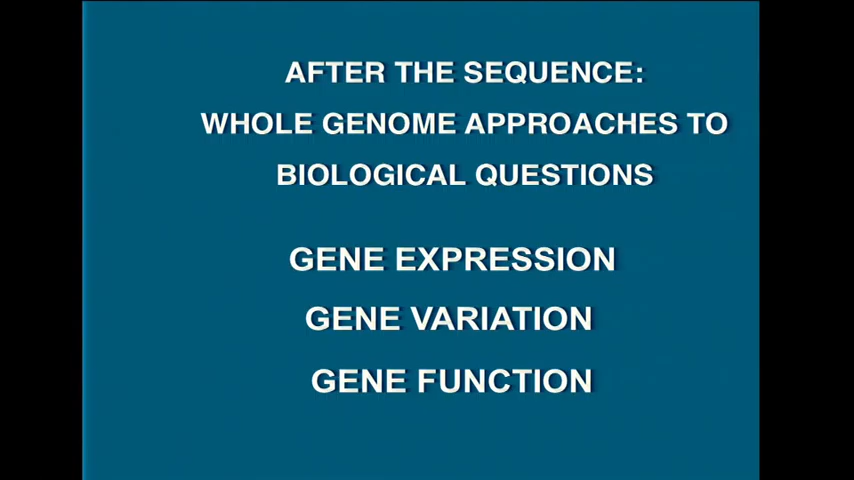 AFTER THE SEQUENCE:
WHOLE GENOME APPROACHES TO
BIOLOGICAL QUESTIONS
GENE EXPRESSION
GENE VARIATION
GENE FUNCTION